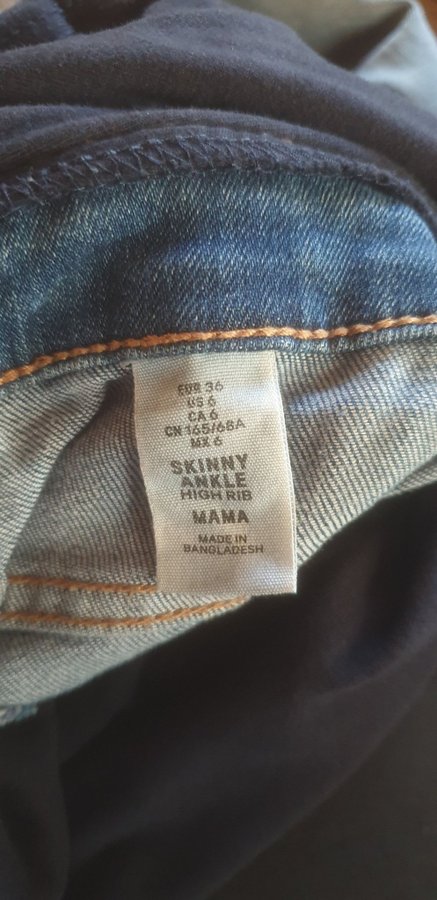 EUR 36
US 6
CA 6
CN 165/68A
MX 6
SKINNY
ANKLE
HIGH RIB
MAMA
MADE IN
BANGLADESH